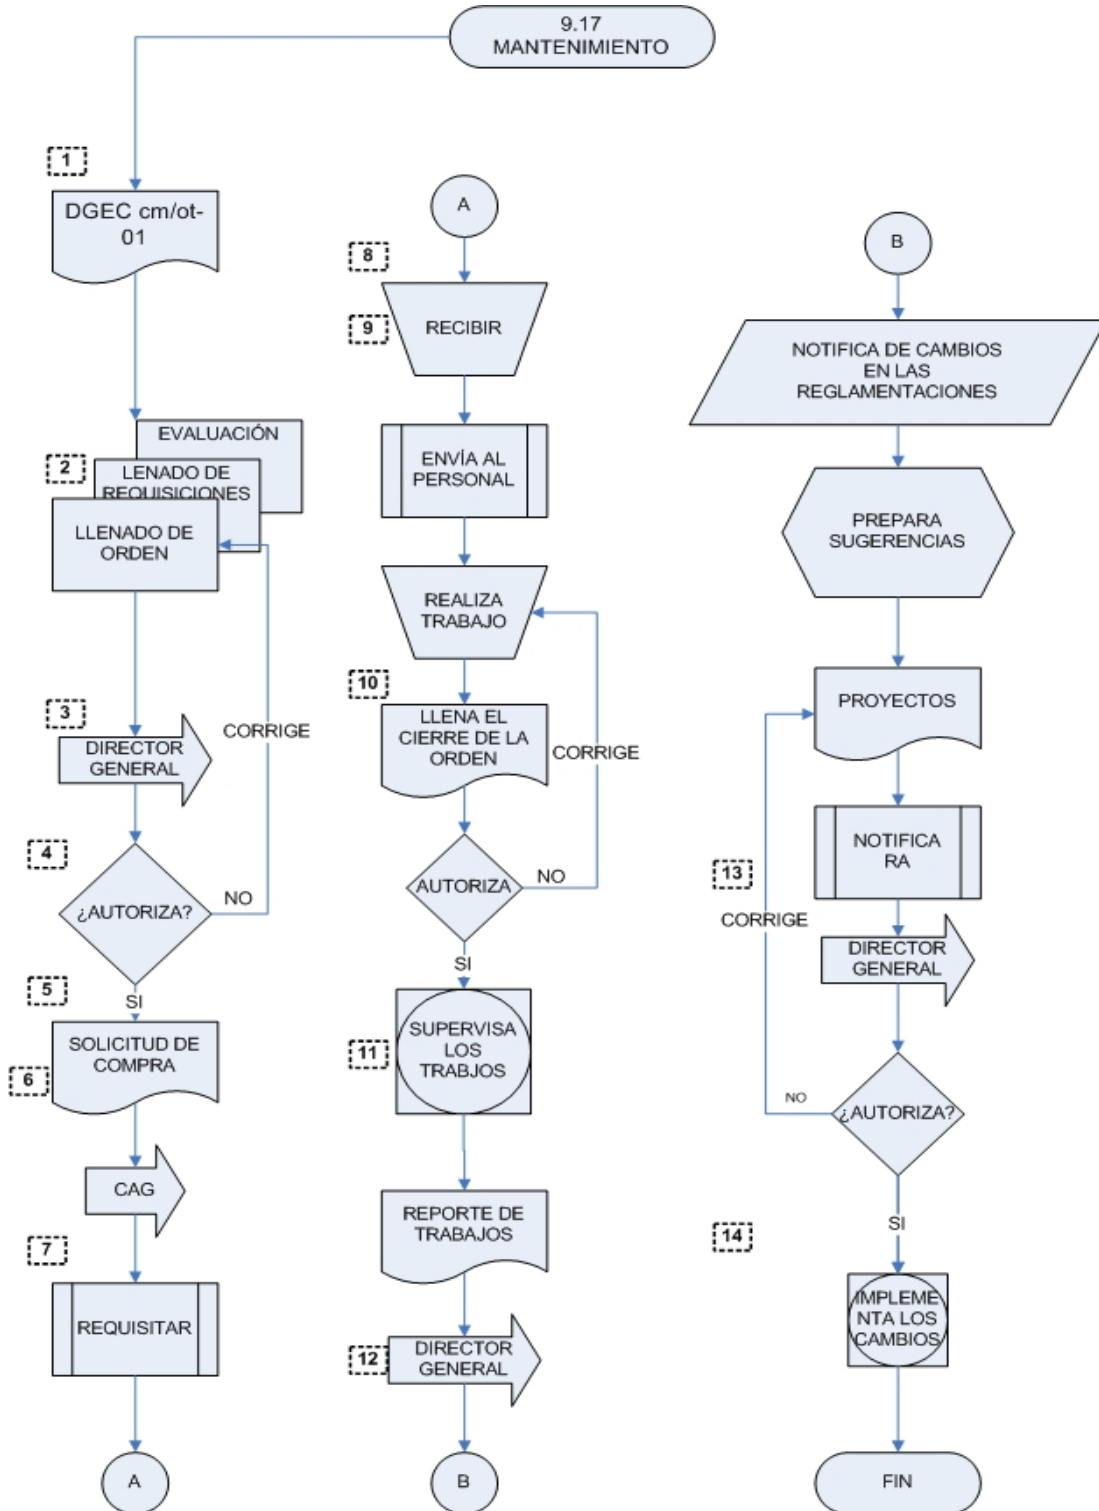 9.17
MANTENIMIENTO
1
DGEC cm/ot-
01
EVALUACIÓN
2
LENADO DE
REQUISICIONES
LLENADO DE
ORDEN
3
DIRECTOR
GENERAL
CORRIGE
4
¿AUTORIZA?
NO
5
SI
SOLICITUD DE
COMPRA
6
CAG
7
REQUISITAR
A
A
8
9
RECIBIR
ENVÍA AL
PERSONAL
REALIZA
TRABAJO
10
LLENA EL
CIERRE DE LA
ORDEN
CORRIGE
AUTORIZA
NO
SI
SUPERVISA
LOS
TRABJOS
11
REPORTE DE
TRABAJOS
12
DIRECTOR
GENERAL
B
B
NOTIFICA DE CAMBIOS
EN LAS
REGLAMENTACIONES
PREPARA
SUGERENCIAS
PROYECTOS
NOTIFICA
RA
13
CORRIGE
DIRECTOR
GENERAL
¿AUTORIZA?
NO
SI
14
IMPLEME
NTA LOS
CAMBIOS
FIN